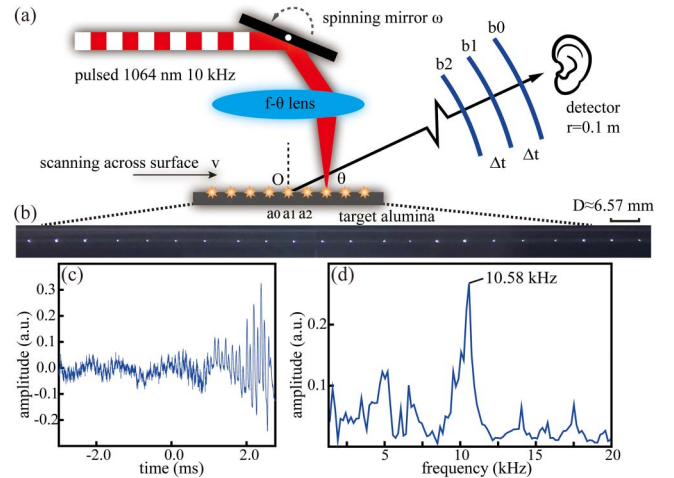 (a)
spinning mirror ω
pulsed 1064 nm 10 kHz
f-θ lens
b2
b1
b0
detector
r=0.1 m
Δt
Δt
scanning across surface v
O
θ
a0 a1 a2
target alumina
(b)
D≈6.57 mm
(c)
amplitude (a.u.)
0.3
0.2
0.1
0.0
-0.1
-0.2
-2.0
0.0
2.0
time (ms)
(d)
10.58 kHz
amplitude (a.u.)
0.2
0.1
5
10
15
20
frequency (kHz)